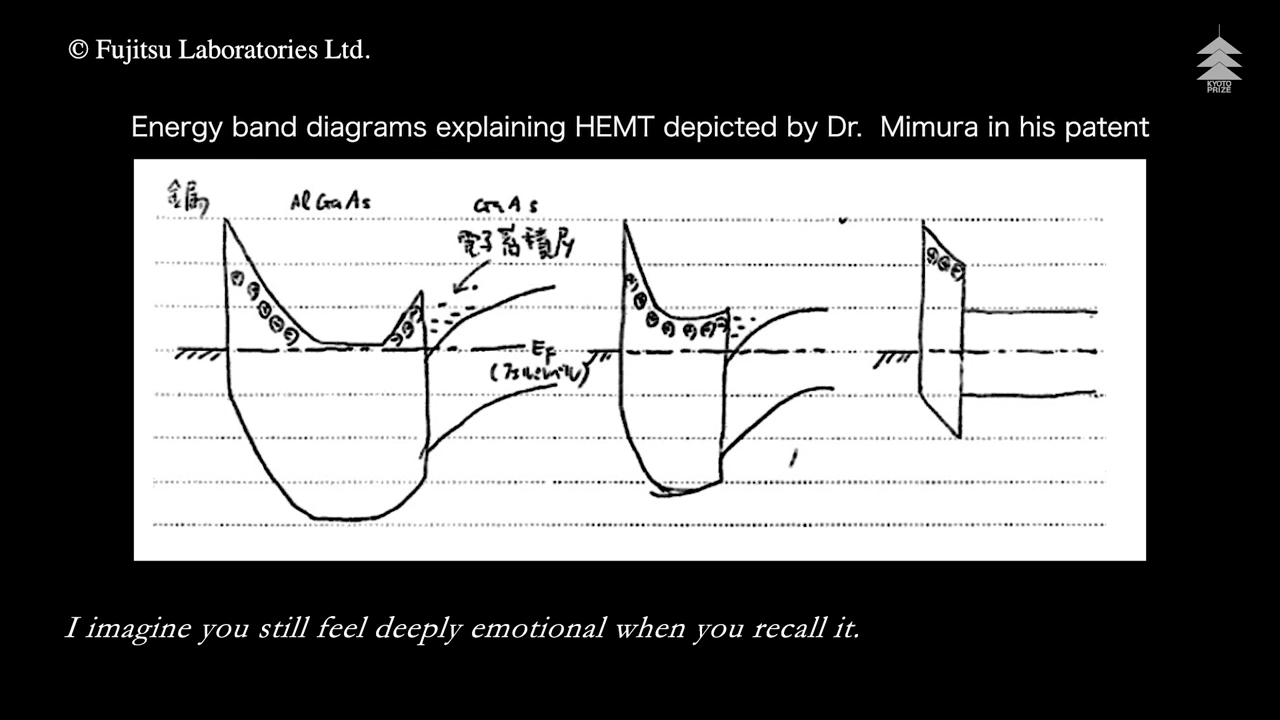 © Fujitsu Laboratories Ltd.
KYOTO
PRIZE
Energy band diagrams explaining HEMT depicted by Dr. Mimura in his patent
金属
AlGaAs
GaAs
電子蓄積層
EF
(フェルミレベル)
I imagine you still feel deeply emotional when you recall it.